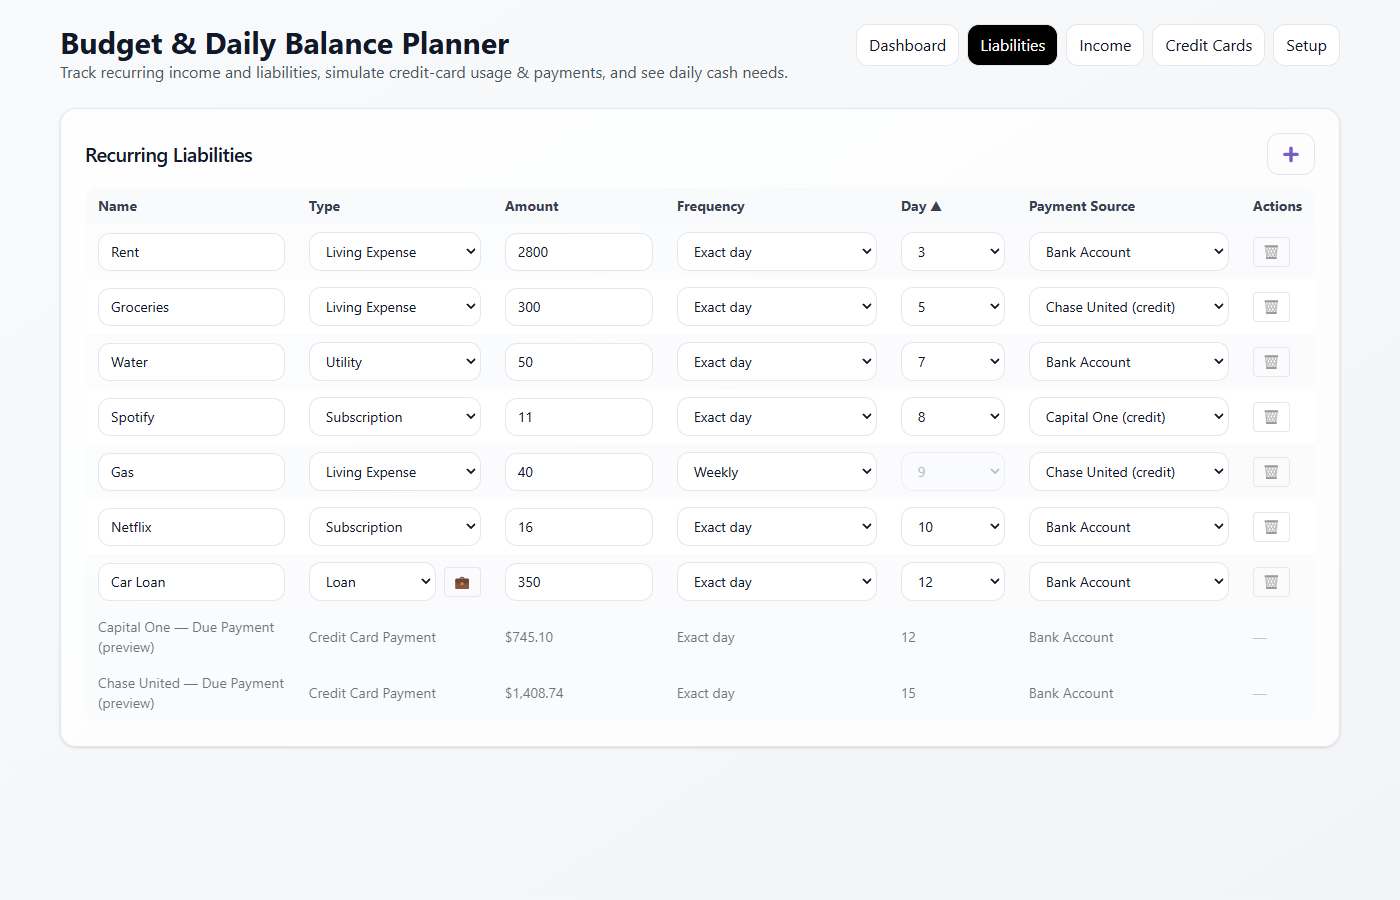 Budget & Daily Balance Planner
Track recurring income and liabilities, simulate credit-card usage & payments, and see daily cash needs.
Dashboard Liabilities Income Credit Cards Setup
Recurring Liabilities
Name Type Amount Frequency Day ▲ Payment Source Actions
Rent Living Expense 2800 Exact day 3 Bank Account
Groceries Living Expense 300 Exact day 5 Chase United (credit)
Water Utility 50 Exact day 7 Bank Account
Spotify Subscription 11 Exact day 8 Capital One (credit)
Gas Living Expense 40 Weekly 9 Chase United (credit)
Netflix Subscription 16 Exact day 10 Bank Account
Car Loan Loan 350 Exact day 12 Bank Account
Capital One — Due Payment
(preview) Credit Card Payment $745.10 Exact day 12 Bank Account —
Chase United — Due Payment
(preview) Credit Card Payment $1,408.74 Exact day 15 Bank Account —